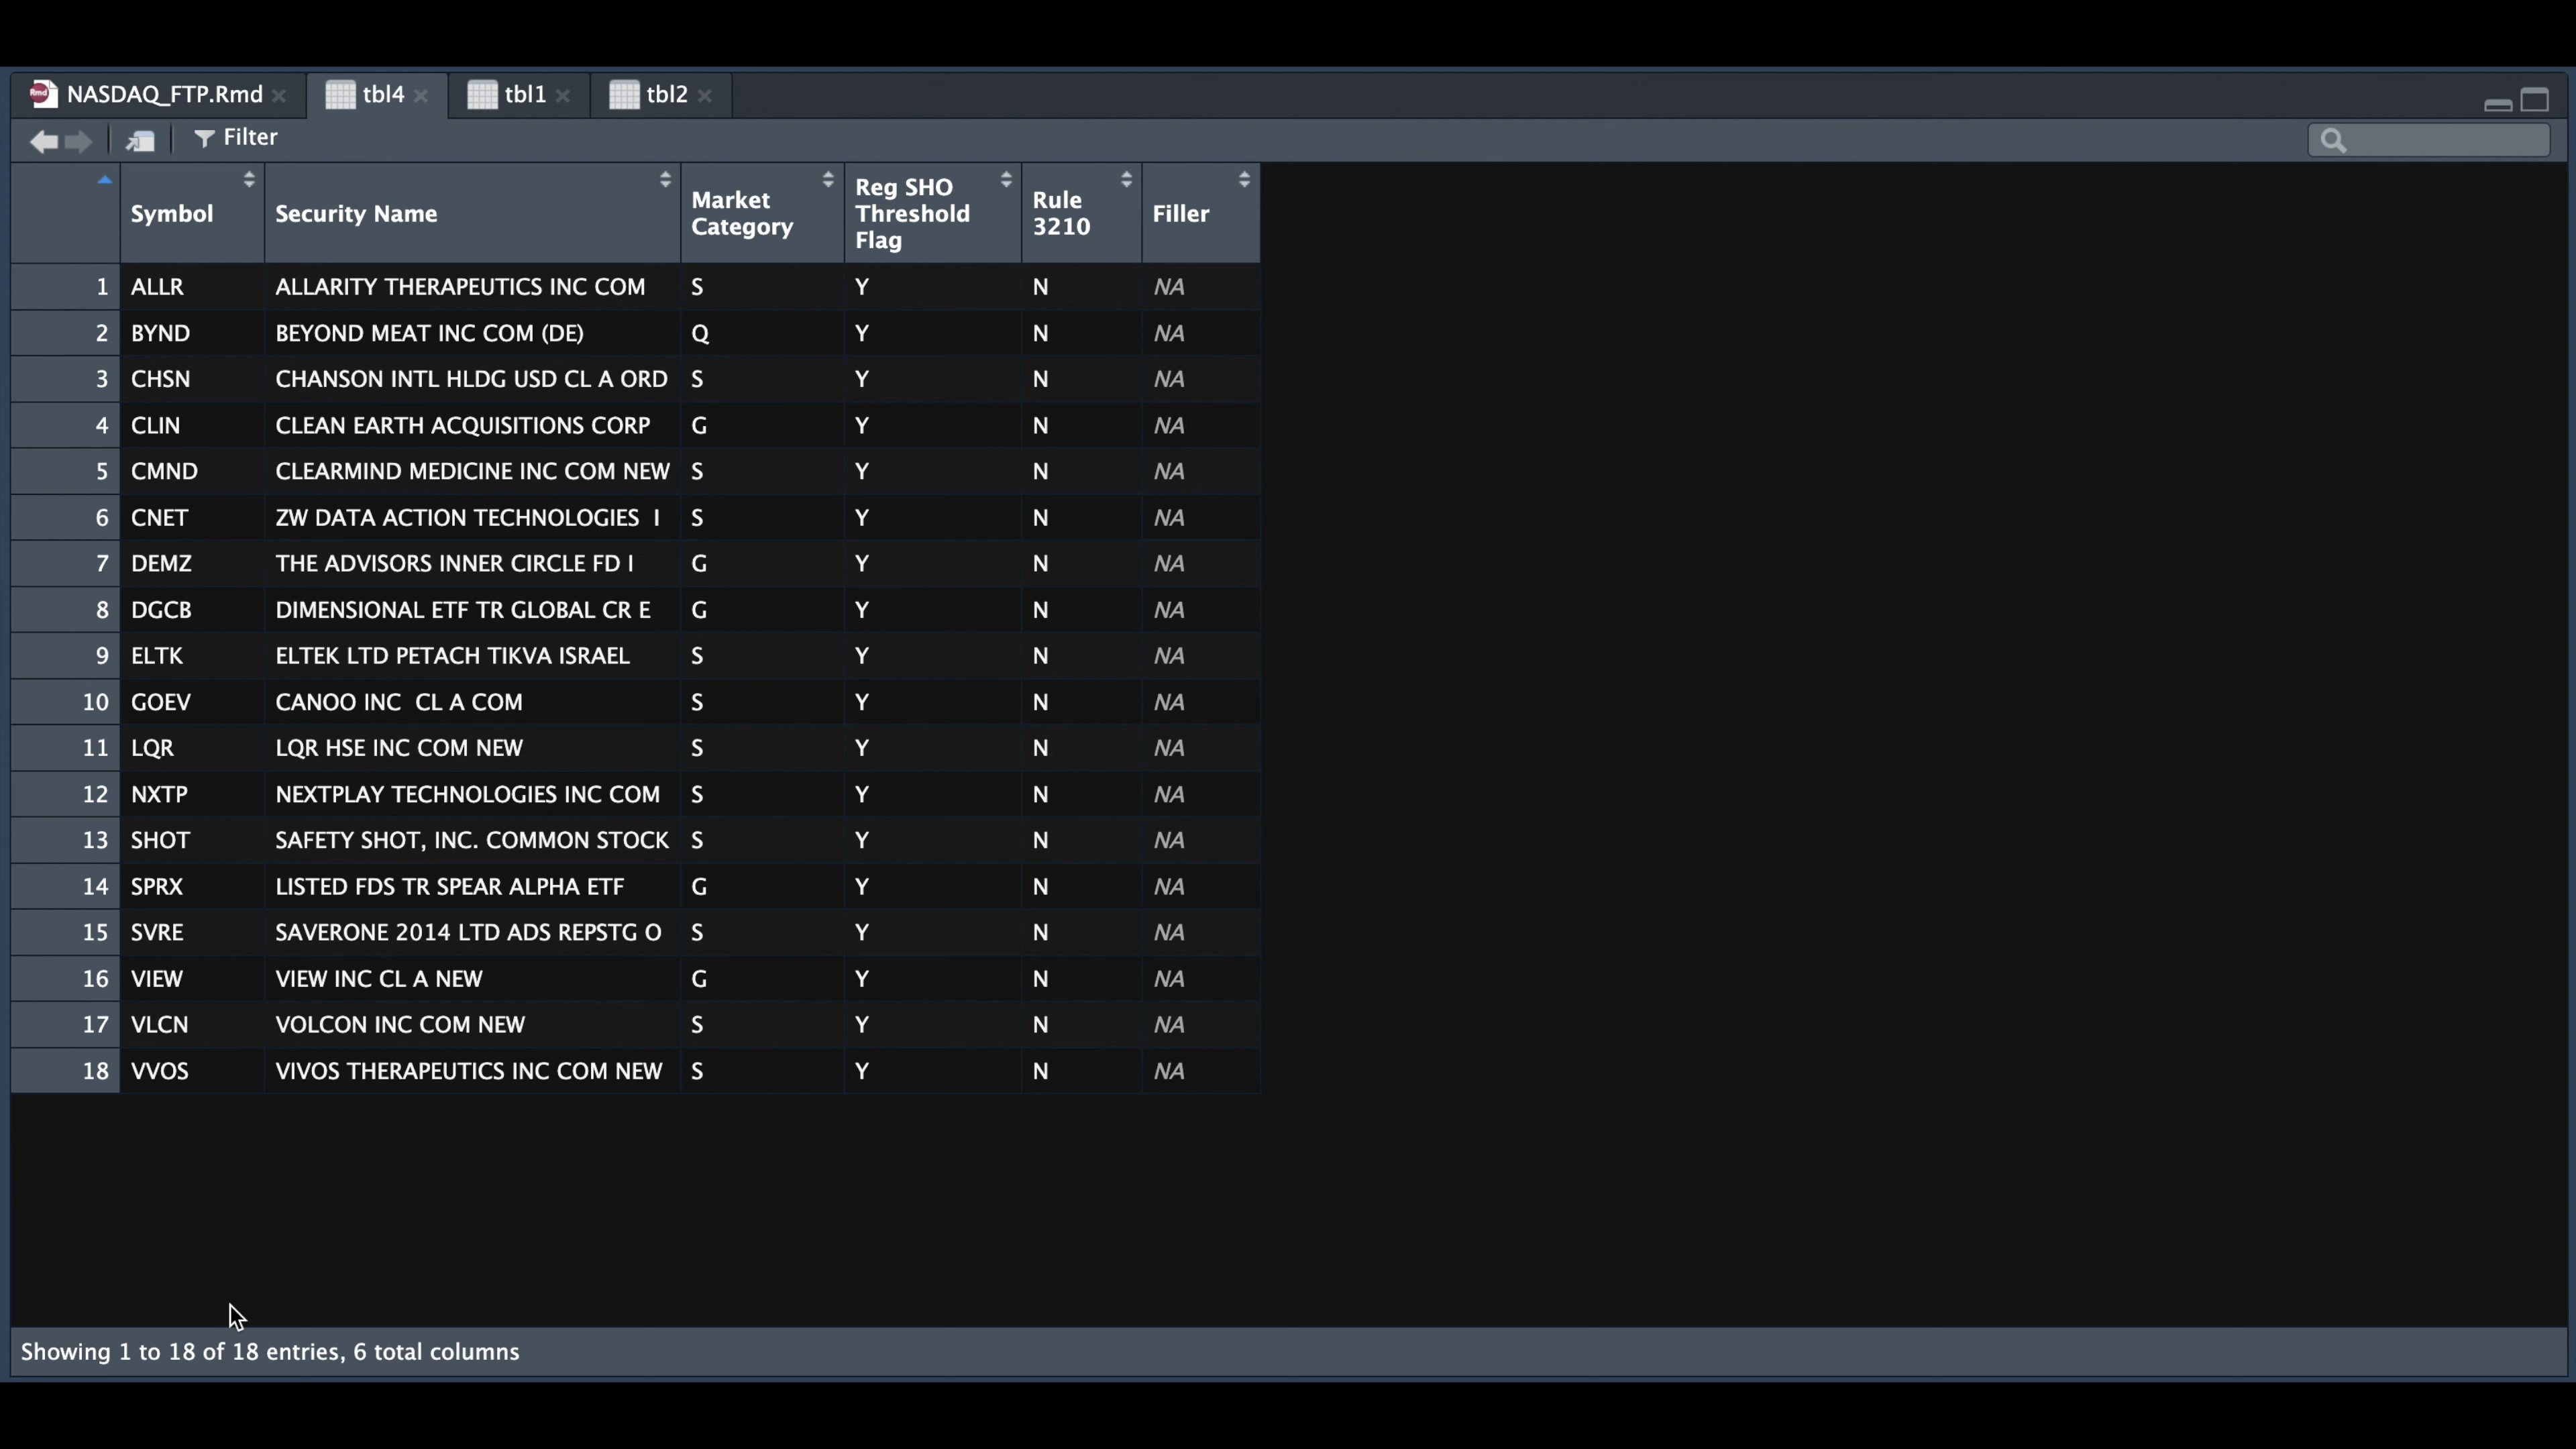 NASDAQ_FTP.Rmd tbl4 tbl1 tbl2
Filter
Symbol Security Name Market Category Reg SHO Threshold Flag Rule 3210 Filler
1 ALLR ALLARITY THERAPEUTICS INC COM S Y N NA
2 BYND BEYOND MEAT INC COM (DE) Q Y N NA
3 CHSN CHANSON INTL HLDG USD CL A ORD S Y N NA
4 CLIN CLEAN EARTH ACQUISITIONS CORP G Y N NA
5 CMND CLEARMIND MEDICINE INC COM NEW S Y N NA
6 CNET ZW DATA ACTION TECHNOLOGIES  I S Y N NA
7 DEMZ THE ADVISORS INNER CIRCLE FD I G Y N NA
8 DGCB DIMENSIONAL ETF TR GLOBAL CR E G Y N NA
9 ELTK ELTEK LTD PETACH TIKVA ISRAEL S Y N NA
10 GOEV CANOO INC  CL A COM S Y N NA
11 LQR LQR HSE INC COM NEW S Y N NA
12 NXTP NEXTPLAY TECHNOLOGIES INC COM S Y N NA
13 SHOT SAFETY SHOT, INC. COMMON STOCK S Y N NA
14 SPRX LISTED FDS TR SPEAR ALPHA ETF G Y N NA
15 SVRE SAVERONE 2014 LTD ADS REPSTG O S Y N NA
16 VIEW VIEW INC CL A NEW G Y N NA
17 VLCN VOLCON INC COM NEW S Y N NA
18 VVOS VIVOS THERAPEUTICS INC COM NEW S Y N NA
Showing 1 to 18 of 18 entries, 6 total columns